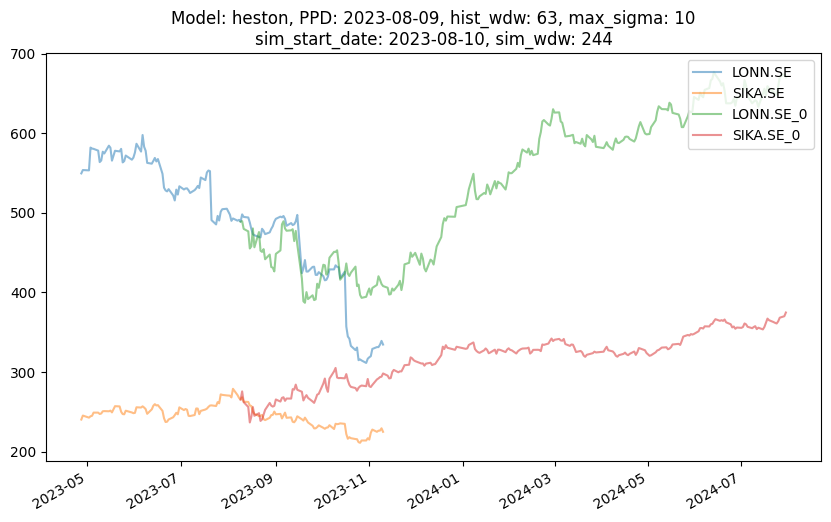 Model: heston, PPD: 2023-08-09, hist_wdw: 63, max_sigma: 10
sim_start_date: 2023-08-10, sim_wdw: 244
LONN.SE
SIKA.SE
LONN.SE_0
SIKA.SE_0
700
600
500
400
300
200
2023-05
2023-07
2023-09
2023-11
2024-01
2024-03
2024-05
2024-07